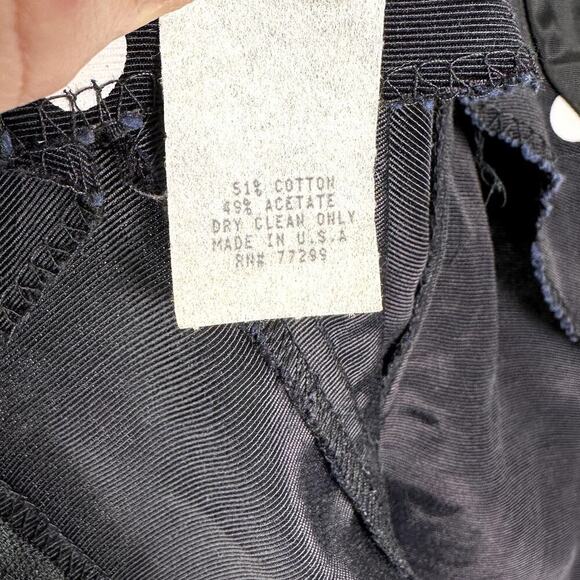 51% COTTON
49% ACETATE
DRY CLEAN ONLY
MADE IN U.S.A
RN# 77299